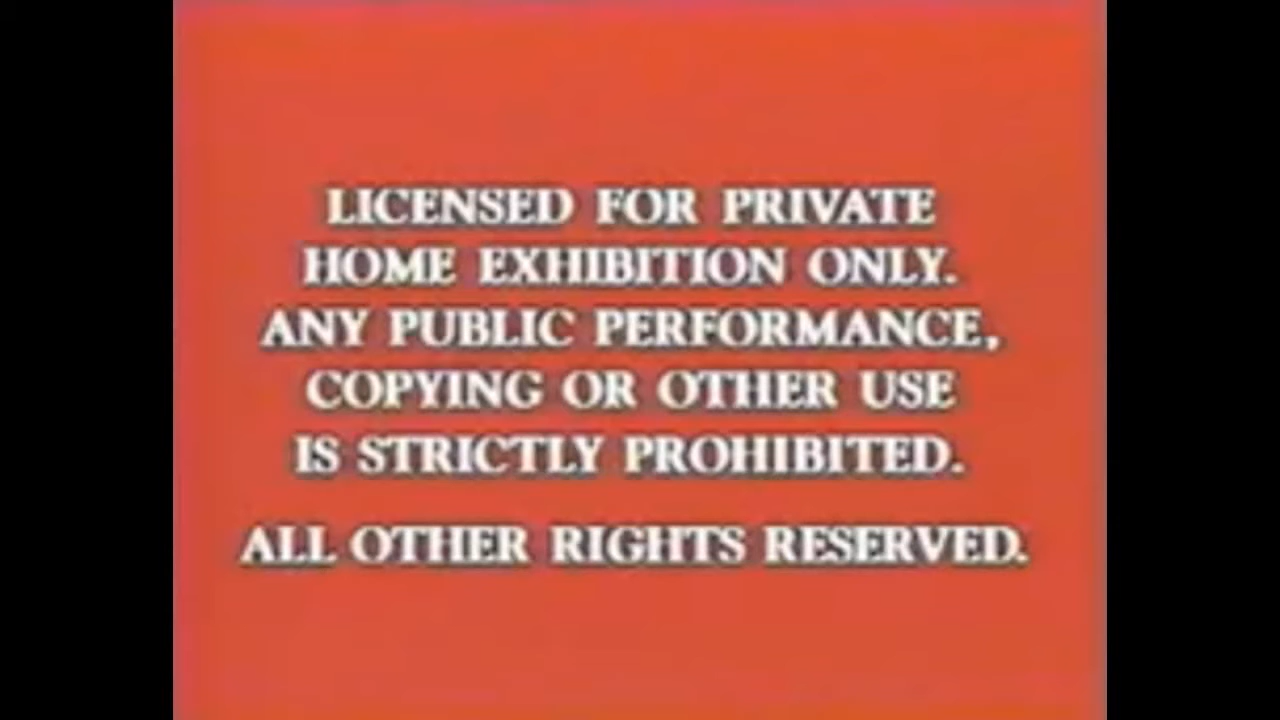 LICENSED FOR PRIVATE
HOME EXHIBITION ONLY.
ANY PUBLIC PERFORMANCE,
COPYING OR OTHER USE
IS STRICTLY PROHIBITED.
ALL OTHER RIGHTS RESERVED.